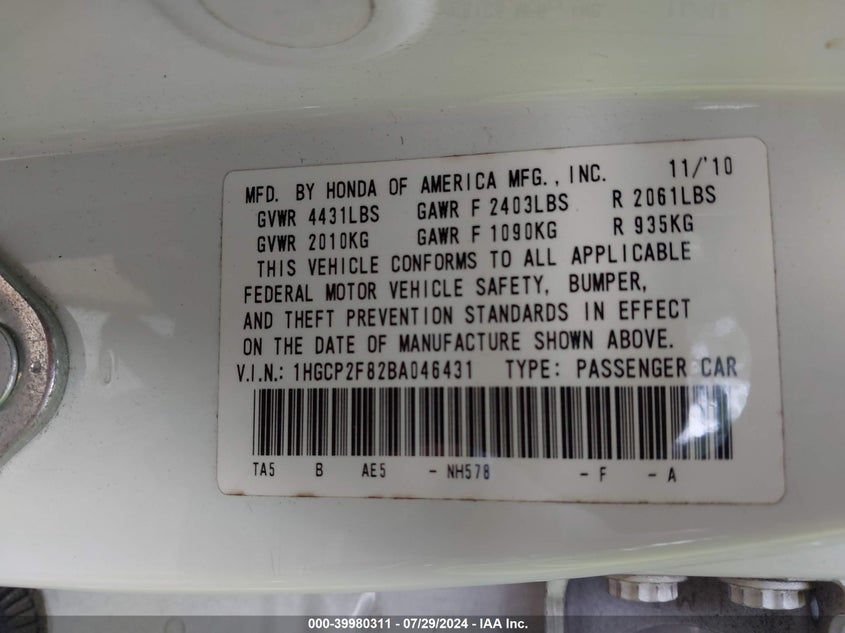 MFD. BY HONDA OF AMERICA MFG., INC. 11/'10
GVWR 4431LBS GAWR F 2403LBS R 2061LBS
GVWR 2010KG GAWR F 1090KG R 935KG
THIS VEHICLE CONFORMS TO ALL APPLICABLE
FEDERAL MOTOR VEHICLE SAFETY, BUMPER,
AND THEFT PREVENTION STANDARDS IN EFFECT
ON THE DATE OF MANUFACTURE SHOWN ABOVE.
V.I.N.: 1HGCP2F82BA046431 TYPE: PASSENGER CAR
TA5 B AE5 - NH578 - F - A
000-39980311 - 07/29/2024 - IAA Inc.